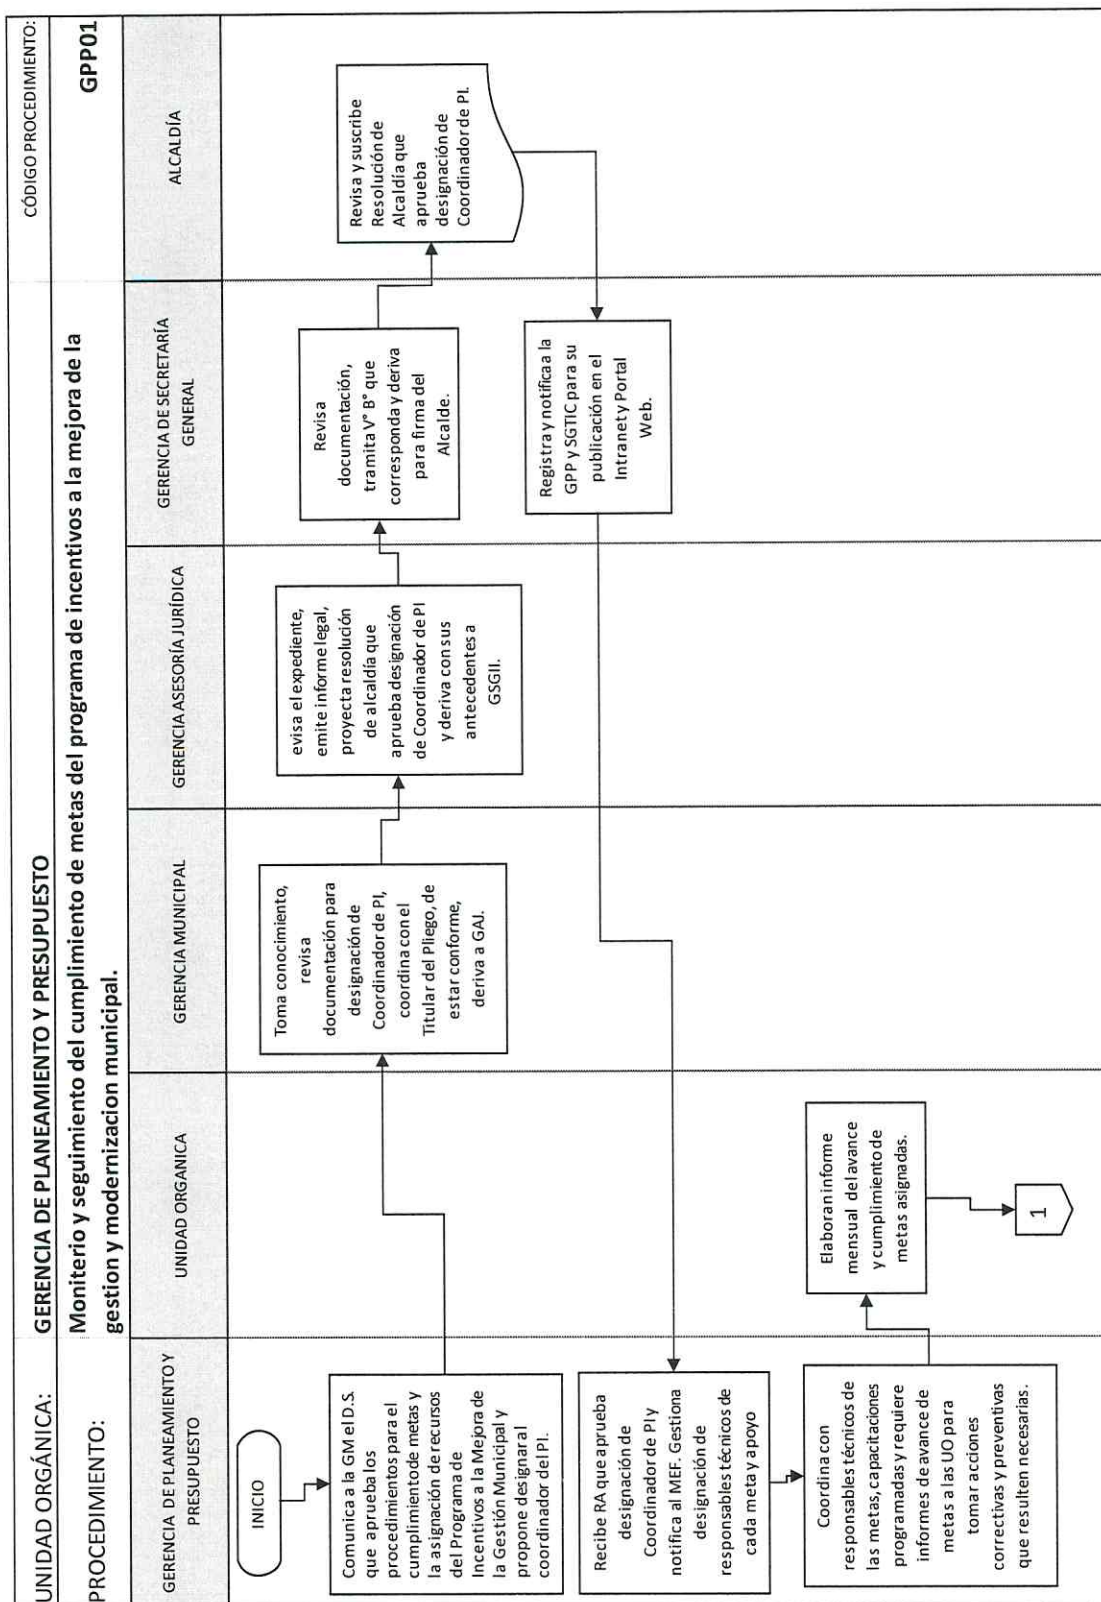 UNIDAD ORGÁNICA:
GERENCIA DE PLANEAMIENTO Y PRESUPUESTO
CÓDIGO PROCEDIMIENTO:
PROCEDIMIENTO:
Moniterio y seguimiento del cumplimiento de metas del programa de incentivos a la mejora de la
gestion y modernizacion municipal.
GPP01
GERENCIA DE PLANEAMIENTO Y
PRESUPUESTO
UNIDAD ORGANICA
GERENCIA MUNICIPAL
GERENCIA ASESORÍA JURÍDICA
GERENCIA DE SECRETARÍA
GENERAL
ALCALDÍA
INICIO
Comunica a la GM el D.S.
que aprueba los
procedimientos para el
cumplimiento de metas y
la asignación de recursos
del Programa de
Incentivos a la Mejora de
la Gestión Municipal y
propone designar al
coordinador del PI.
Toma conocimiento,
revisa
documentación para
designación de
Coordinador de PI,
coordina con el
Titular del Pliego, de
estar conforme,
deriva a GAJ.
evisa el expediente,
emite informe legal,
proyecta resolución
de alcaldía que
aprueba designación
de Coordinador de PI
y deriva con sus
antecedentes a
GSGII.
Revisa
documentación,
tramita V° B° que
corresponda y deriva
para firma del
Alcalde.
Revisa y suscribe
Resolución de
Alcaldía que
aprueba
designación de
Coordinador de PI.
Registra y notifica a la
GPP y SGTIC para su
publicación en el
Intranet y Portal
Web.
Recibe RA que aprueba
designación de
Coordinador de PI y
notifica al MEF. Gestiona
designación de
responsables técnicos de
cada meta y apoyo
Coordina con
responsables técnicos de
las metas, capacitaciones
programadas y requiere
informes de avance de
metas a las UO para
tomar acciones
correctivas y preventivas
que resulten necesarias.
Elaboran informe
mensual del avance
y cumplimiento de
metas asignadas.
1